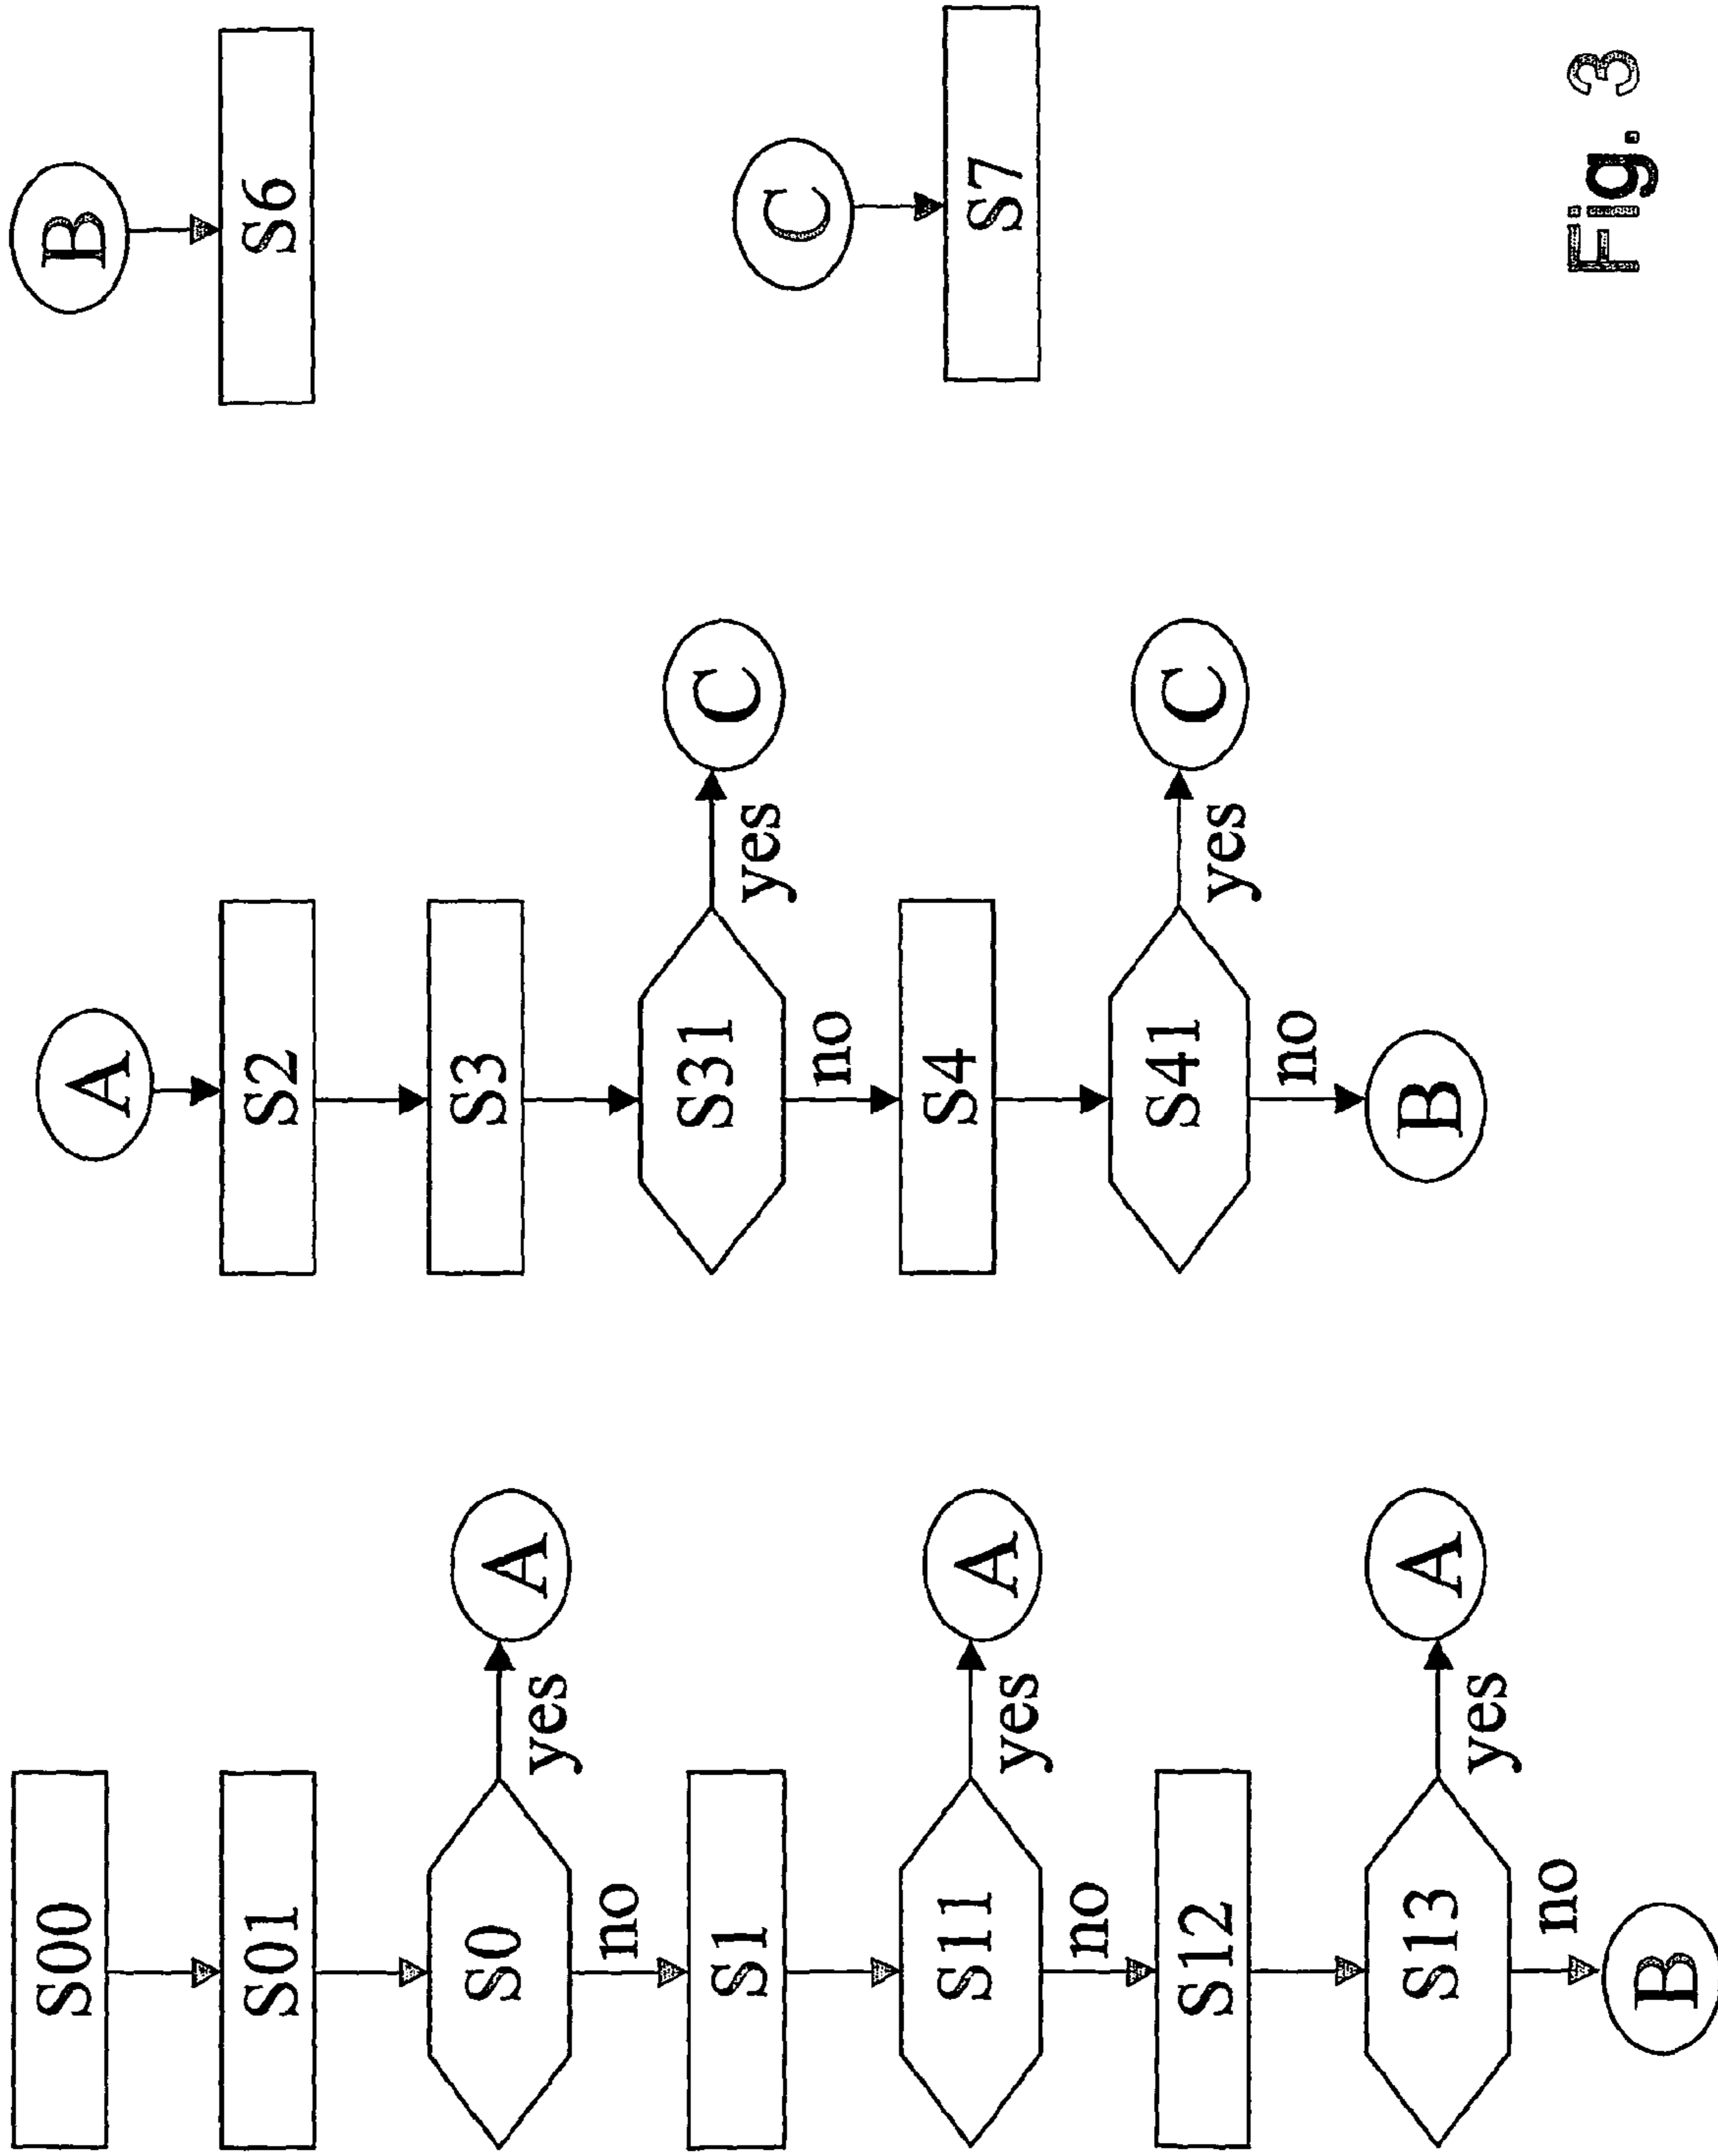 S00
S01
S0
yes
A
no
S1
S11
yes
A
no
S12
S13
yes
A
no
B
A
S2
S3
S31
yes
C
no
S4
S41
yes
C
no
B
B
S6
C
S7
Fig. 3